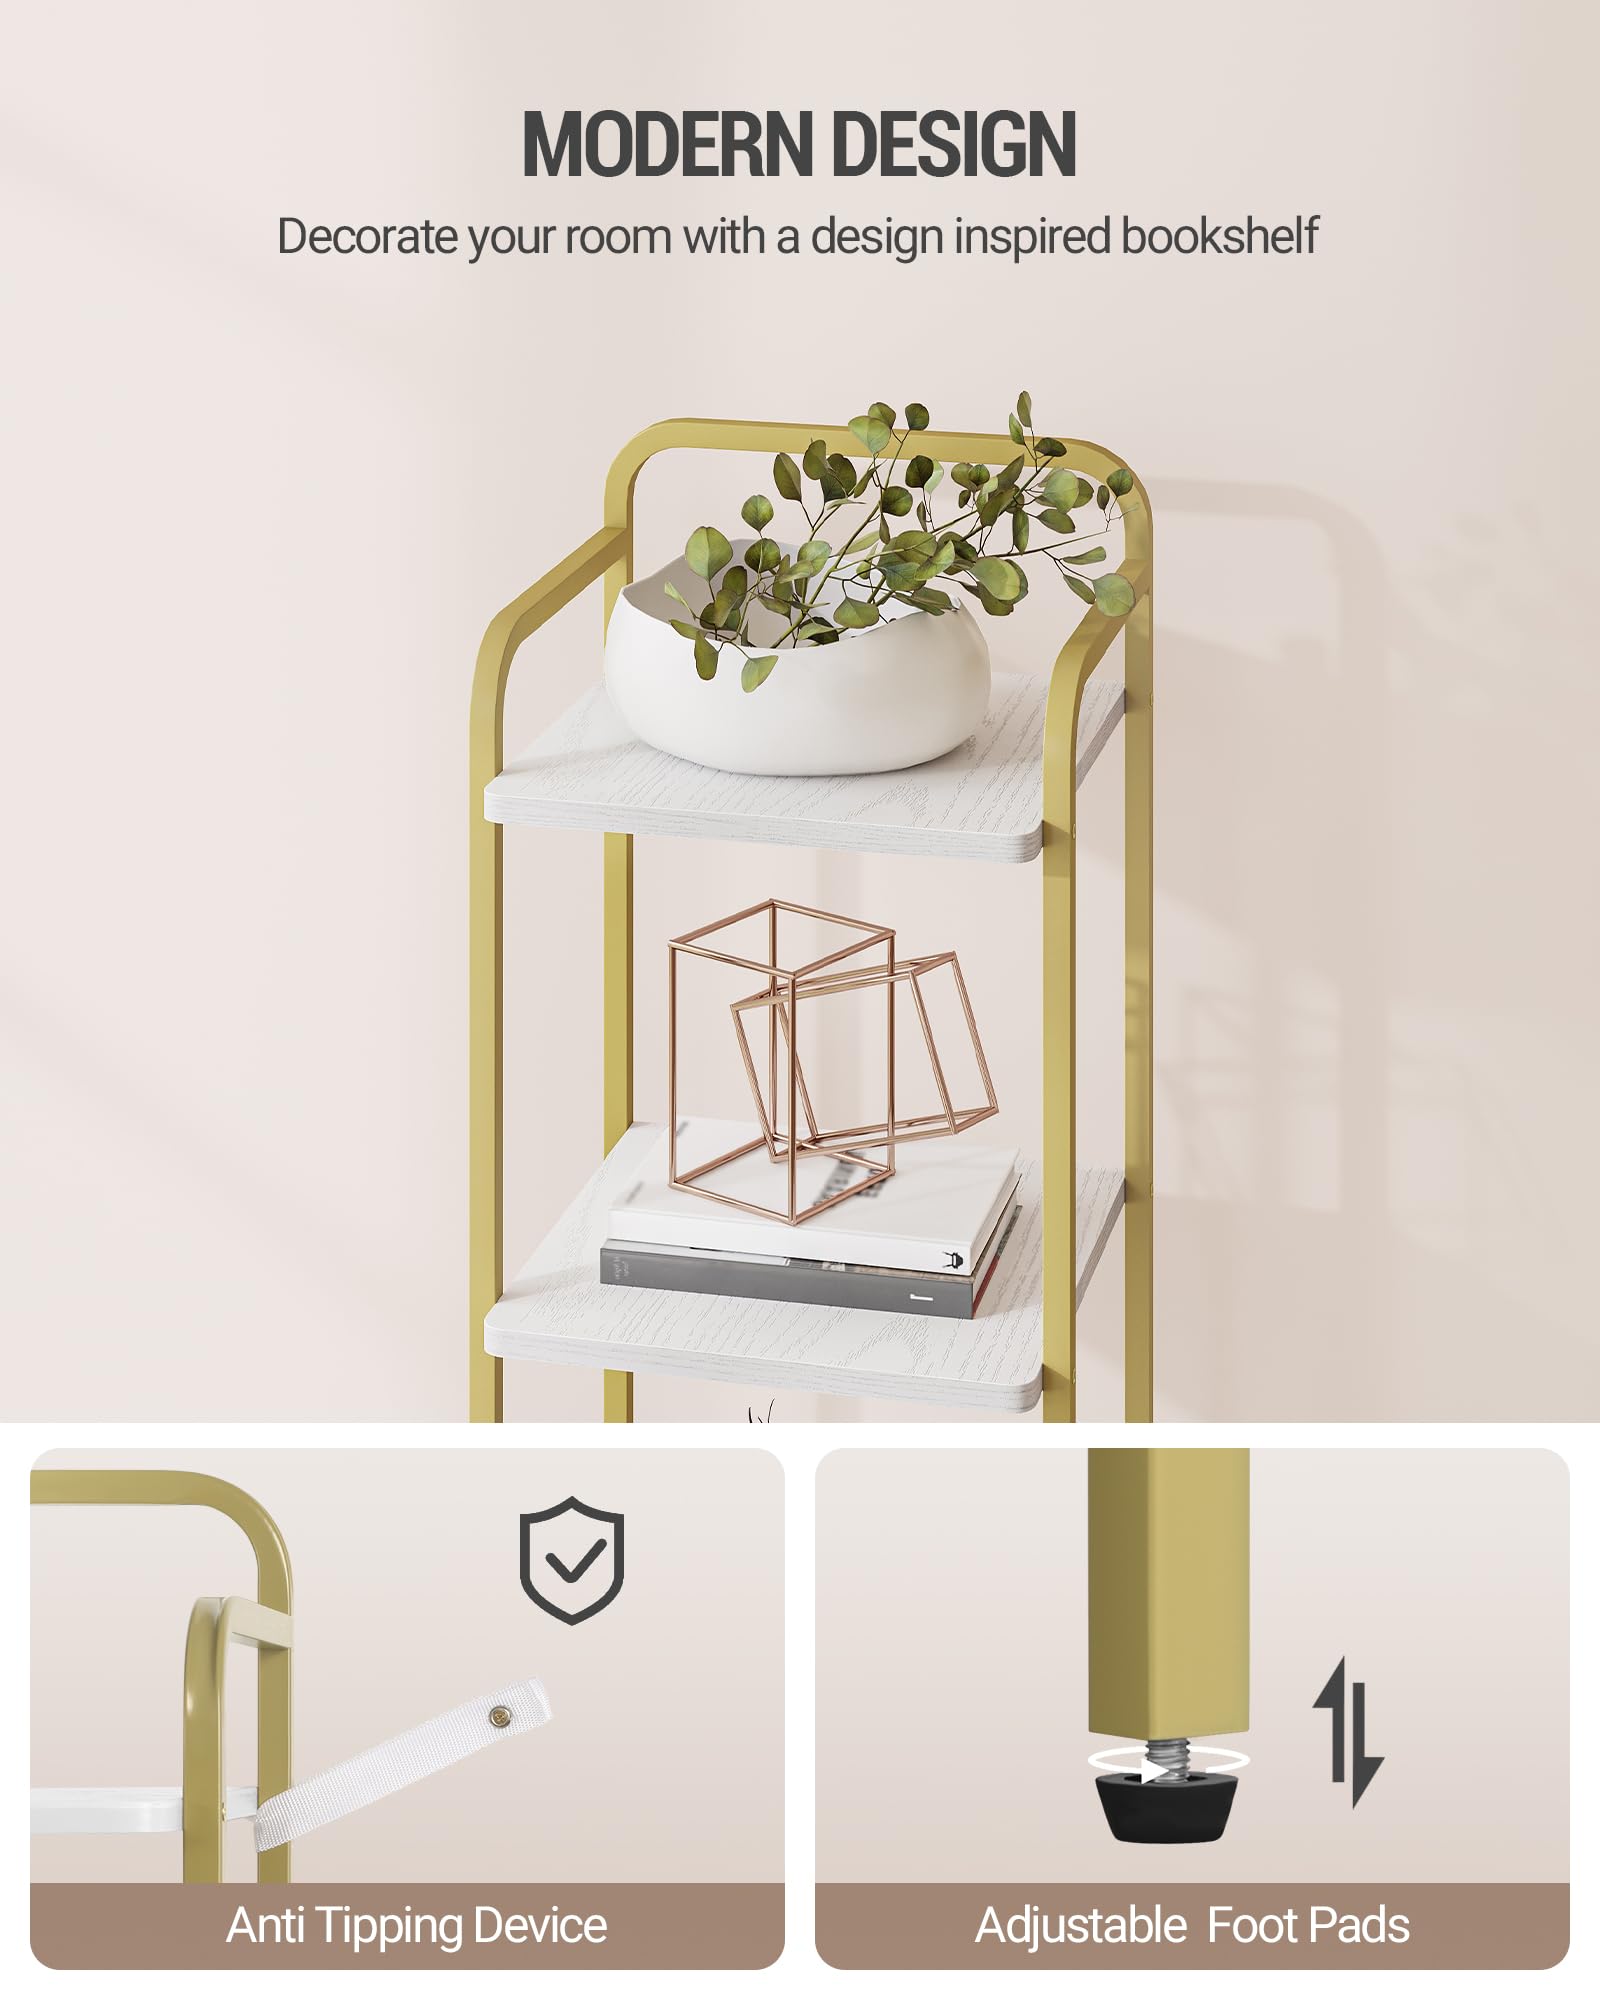 MODERN DESIGN
Decorate your room with a design inspired bookshelf
Anti Tipping Device
Adjustable Foot Pads